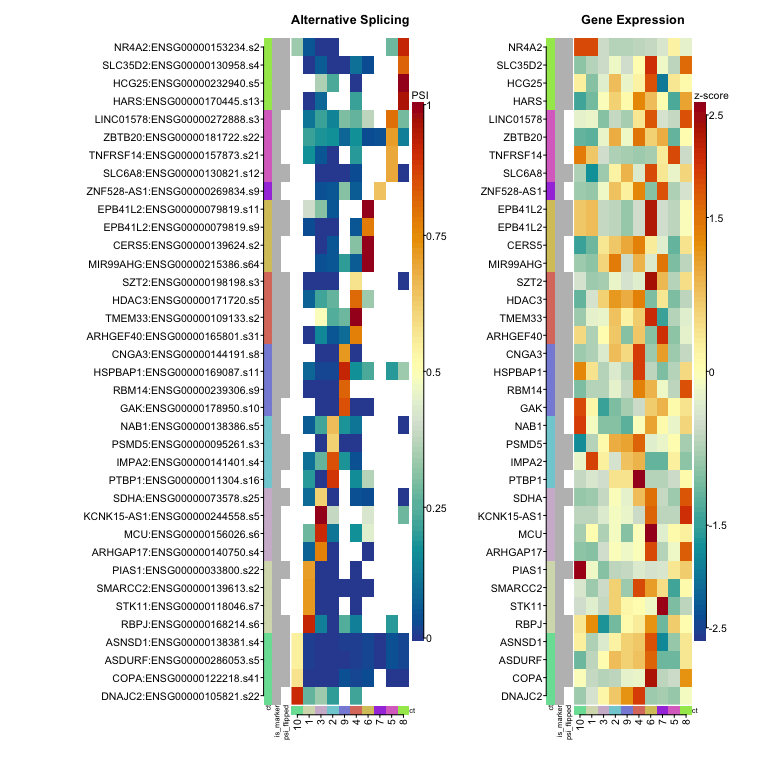 Alternative Splicing
Gene Expression
NR4A2:ENSG00000153234.s2
SLC35D2:ENSG00000130958.s4
HCG25:ENSG00000232940.s5
HARS:ENSG00000170445.s13
LINC01578:ENSG00000272888.s3
ZBTB20:ENSG00000181722.s22
TNFRSF14:ENSG00000157873.s21
SLC6A8:ENSG00000130821.s12
ZNF528-AS1:ENSG00000269834.s9
EPB41L2:ENSG00000079819.s11
EPB41L2:ENSG00000079819.s9
CERS5:ENSG00000139624.s2
MIR99AHG:ENSG00000215386.s64
SZT2:ENSG00000198198.s3
HDAC3:ENSG00000171720.s5
TMEM33:ENSG00000109133.s2
ARHGEF40:ENSG00000165801.s31
CNGA3:ENSG00000144191.s8
HSPBAP1:ENSG00000169087.s11
RBM14:ENSG00000239306.s9
GAK:ENSG00000178950.s10
NAB1:ENSG00000138386.s5
PSMD5:ENSG00000095261.s3
IMPA2:ENSG00000141401.s4
PTBP1:ENSG00000011304.s16
SDHA:ENSG00000073578.s25
KCNK15-AS1:ENSG00000244558.s5
MCU:ENSG00000156026.s6
ARHGAP17:ENSG00000140750.s4
PIAS1:ENSG00000033800.s22
SMARCC2:ENSG00000139613.s2
STK11:ENSG00000118046.s7
RBPJ:ENSG00000168214.s6
ASNSD1:ENSG00000138381.s4
ASDURF:ENSG00000286053.s5
COPA:ENSG00000122218.s41
DNAJC2:ENSG00000105821.s22
ct
is_marker
psi_flipped
10 1 3 2 9 4 6 7 5 8
ct
PSI
1
0.75
0.5
0.25
0
NR4A2
SLC35D2
HCG25
HARS
LINC01578
ZBTB20
TNFRSF14
SLC6A8
ZNF528-AS1
EPB41L2
EPB41L2
CERS5
MIR99AHG
SZT2
HDAC3
TMEM33
ARHGEF40
CNGA3
HSPBAP1
RBM14
GAK
NAB1
PSMD5
IMPA2
PTBP1
SDHA
KCNK15-AS1
MCU
ARHGAP17
PIAS1
SMARCC2
STK11
RBPJ
ASNSD1
ASDURF
COPA
DNAJC2
ct
is_marker
psi_flipped
10 1 3 2 9 4 6 7 5 8
ct
z-score
2.5
1.5
0
-1.5
-2.5